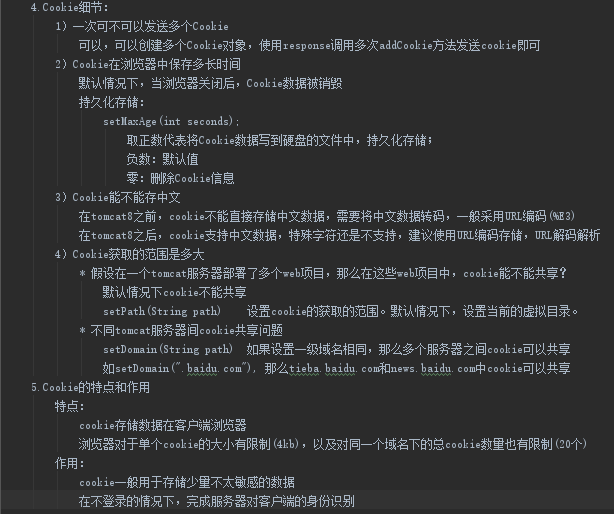 4.Cookie细节:
1) 一次可不可以发送多个Cookie
可以，可以创建多个Cookie对象，使用response调用多次addCookie方法发送cookie即可
2) Cookie在浏览器中保存多长时间
默认情况下，当浏览器关闭后，Cookie数据被销毁
持久化存储:
setMaxAge(int seconds);
取正数代表将Cookie数据写到硬盘的文件中，持久化存储;
负数: 默认值
零: 删除Cookie信息
3) Cookie能不能存中文
在tomcat8之前，cookie不能直接存储中文数据，需要将中文数据转码，一般采用URL编码(%E3)
在tomcat8之后，cookie支持中文数据，特殊字符还是不支持，建议使用URL编码存储，URL解码解析
4) Cookie获取的范围是多大
* 假设在一个tomcat服务器部署了多个web项目，那么在这些web项目中，cookie能不能共享?
默认情况下cookie不能共享
setPath(String path) 设置cookie的获取的范围。默认情况下，设置当前的虚拟目录。
* 不同tomcat服务器间cookie共享问题
setDomain(String path) 如果设置一级域名相同，那么多个服务器之间cookie可以共享
如setDomain(".baidu.com"), 那么tieba.baidu.com和news.baidu.com中cookie可以共享
5.Cookie的特点和作用
特点:
cookie存储数据在客户端浏览器
浏览器对于单个cookie的大小有限制(4kb)，以及对同一个域名下的总cookie数量也有限制(20个)
作用:
cookie一般用于存储少量不太敏感的数据
在不登录的情况下，完成服务器对客户端的身份识别